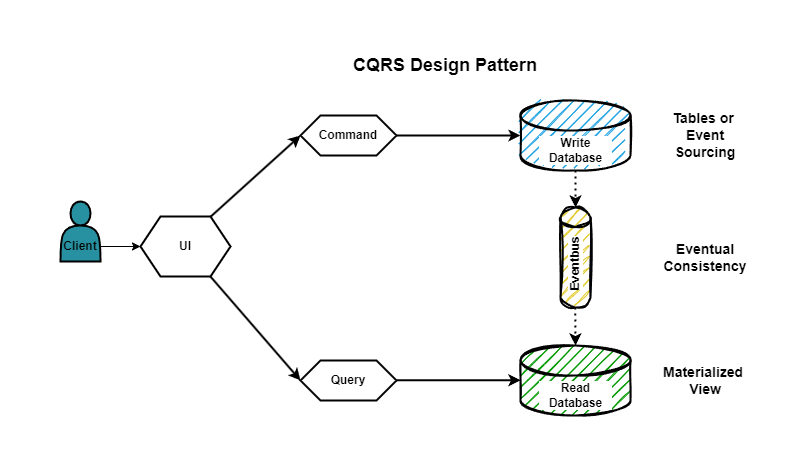 CQRS Design Pattern
Command
Write
Database
Tables or
Event
Sourcing
Client
UI
Eventbus
Eventual
Consistency
Query
Read
Database
Materialized
View